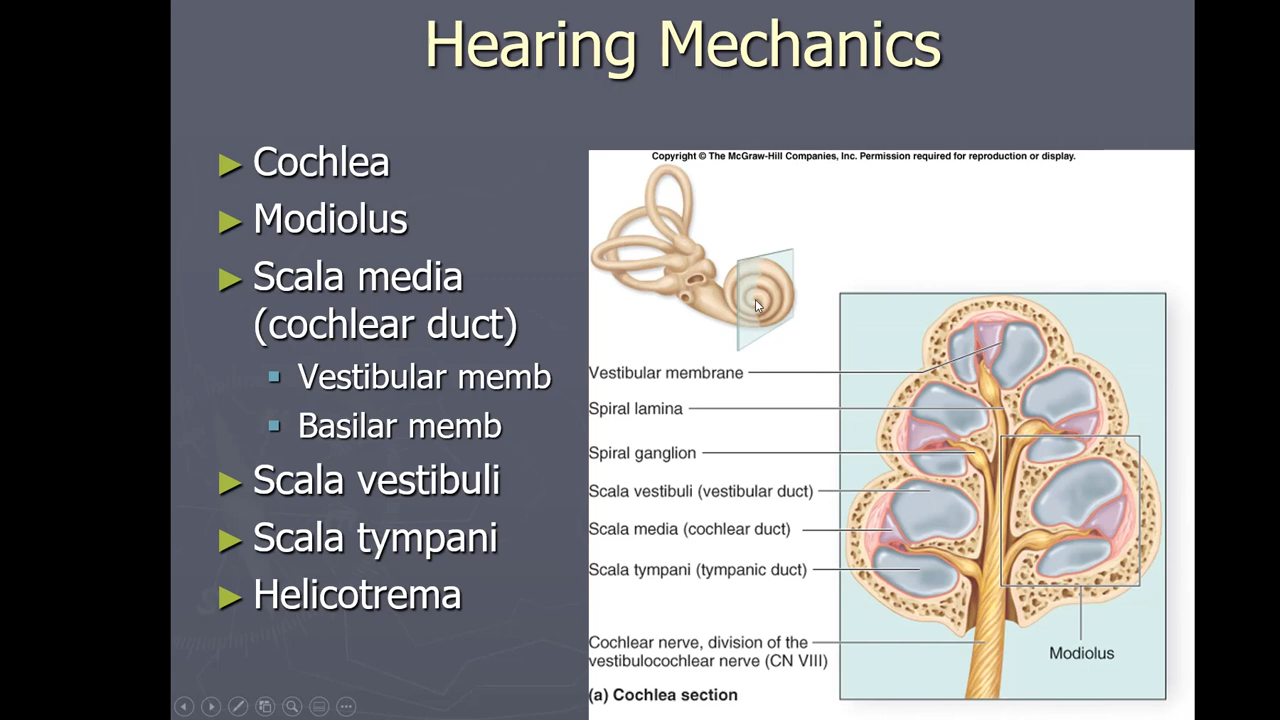 Hearing Mechanics
Cochlea
Modiolus
Scala media
(cochlear duct)
Vestibular memb
Basilar memb
Scala vestibuli
Scala tympani
Helicotrema
Copyright © The McGraw-Hill Companies, Inc. Permission required for reproduction or display.
Vestibular membrane
Spiral lamina
Spiral ganglion
Scala vestibuli (vestibular duct)
Scala media (cochlear duct)
Scala tympani (tympanic duct)
Cochlear nerve, division of the
vestibulocochlear nerve (CN VIII)
Modiolus
(a) Cochlea section